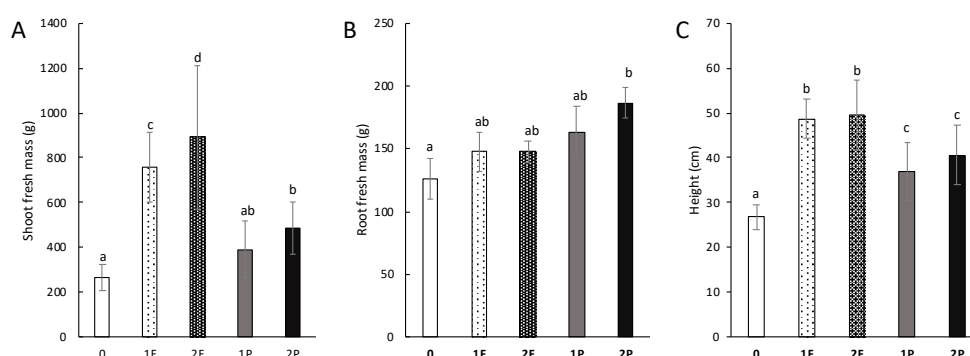 A
Shoot fresh mass (g)
1400
1200
1000
800
600
400
200
0
a
c
d
ab
b
0 1F 2F 1P 2P
B
Root fresh mass (g)
250
200
150
100
50
0
a
ab
ab
ab
b
0 1F 2F 1P 2P
C
Height (cm)
70
60
50
40
30
20
10
0
a
b
b
c
c
0 1F 2F 1P 2P